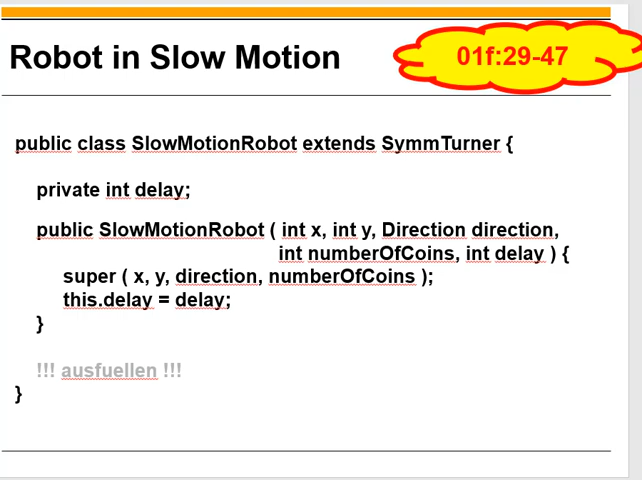 Robot in Slow Motion
01f:29-47
public class SlowMotionRobot extends SymmTurner {
private int delay;
public SlowMotionRobot ( int x, int y, Direction direction,
int numberOfCoins, int delay ) {
super ( x, y, direction, numberOfCoins );
this.delay = delay;
}
!!! ausfuellen !!!
}